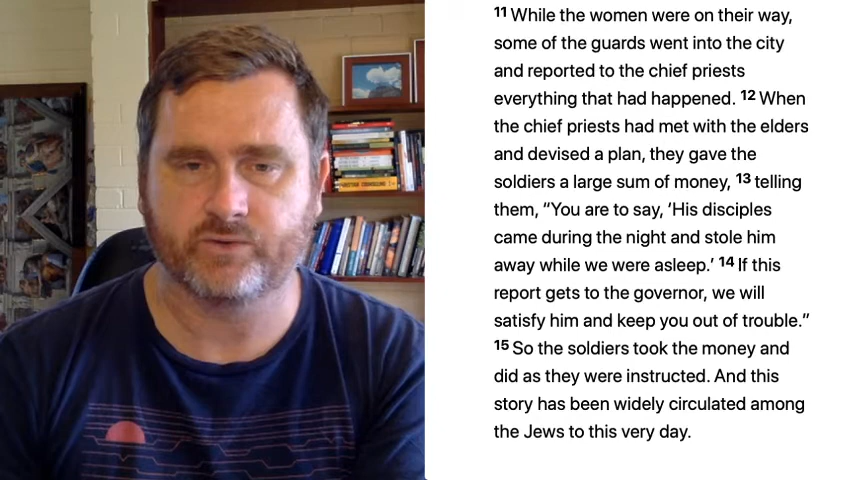 11 While the women were on their way,
some of the guards went into the city
and reported to the chief priests
everything that had happened. 12 When
the chief priests had met with the elders
and devised a plan, they gave the
soldiers a large sum of money, 13 telling
them, “You are to say, ‘His disciples
came during the night and stole him
away while we were asleep.’ 14 If this
report gets to the governor, we will
satisfy him and keep you out of trouble.”
15 So the soldiers took the money and
did as they were instructed. And this
story has been widely circulated among
the Jews to this very day.